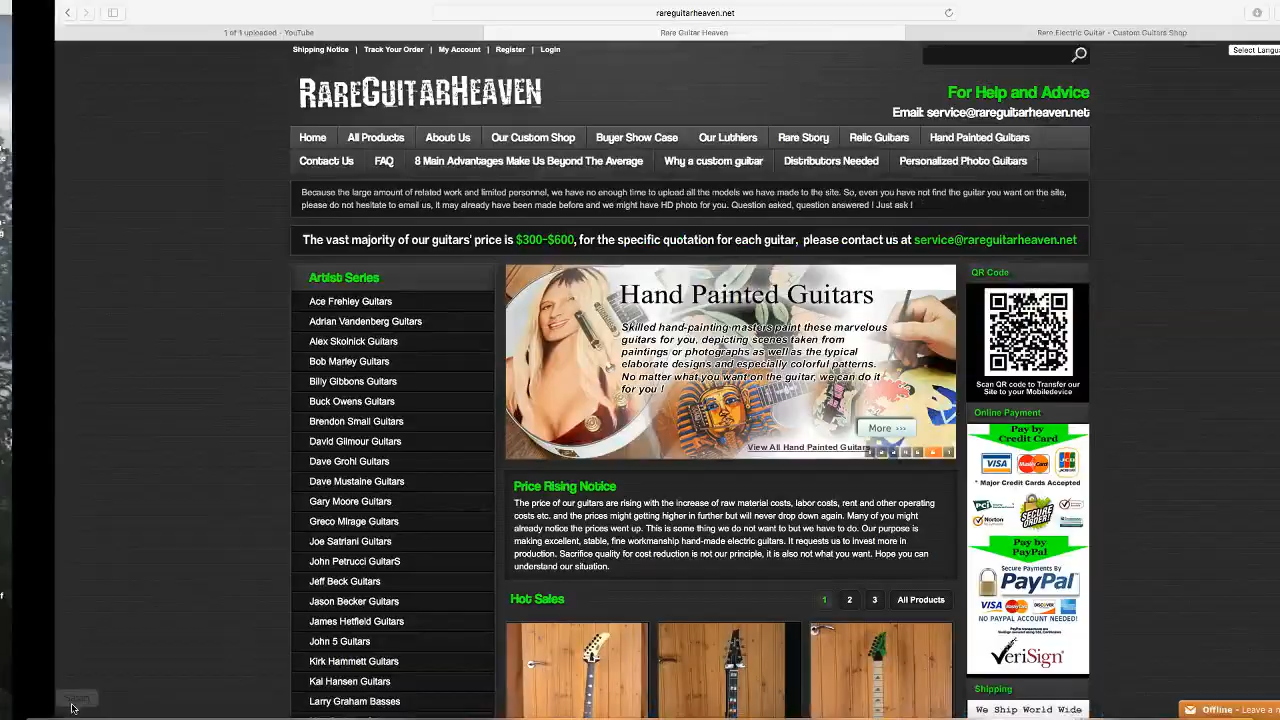 rareguitarheaven.net
1 of 1 uploaded - YouTube
Rare Guitar Heaven
Rare Electric Guitar - Custom Guitars Shop
Shipping Notice | Track Your Order | My Account | Register | Login
Select Langua
RAREGUITARHEAVEN
For Help and Advice
Email: service@rareguitarheaven.net
Home All Products About Us Our Custom Shop Buyer Show Case Our Luthiers Rare Story Relic Guitars Hand Painted Guitars
Contact Us FAQ 8 Main Advantages Make Us Beyond The Average Why a custom guitar Distributors Needed Personalized Photo Guitars
Because the large amount of related work and limited personnel, we have no enough time to upload all the models we have made to the site. So, even you have not find the guitar you want on the site,
please do not hesitate to email us, it may already have been made before and we might have HD photo for you. Question eaked, question answered ! Just ask !
The vast majority of our guitars' price is $300-$600, for the specific quotation for each guitar, please contact us at service@rareguitarheaven.net
Artist Series
Ace Frehley Guitars
Adrian Vandenberg Guitars
Alex Skolnick Guitars
Bob Marley Guitars
Billy Gibbons Guitars
Buck Owens Guitars
Brendon Small Guitars
David Gilmour Guitars
Dave Grohl Guitars
Dave Mustaine Guitars
Gary Moore Guitars
Greco Mirage Guitars
Joe Satriani Guitars
John Petrucci GuitarS
Jeff Beck Guitars
Jason Becker Guitars
James Hetfield Guitars
John 5 Guitars
Kirk Hammett Guitars
Kai Hansen Guitars
Larry Graham Basses
Hand Painted Guitars
Skilled hand-painting masters paint these marvelous
guitars for you, depicting scenes taken from
paintings or photographs as well as the typical
elaborate designs and especially colorful patterns.
No matter what you want on the guitar, we can do it
for you !
More >>>
View All Hand Painted Guitars
Price Rising Notice
The price of our guitars are rising with the increase of raw material costs, labor costs, rent and other operating
costs etc. and the prices might getting higher in further but will never drop down again. Many of you might
already notice the prices went up. This is some thing we do not want to but we have to do. Our purpose is
making excellent, stable, fine workmanship hand-made electric guitars. It requests us to invest more in
production. Sacrifice quality for cost reduction is not our principle, it is also not what you want. Hope you can
understand our situation.
Hot Sales
1 2 3 All Products
QR Code
Scan QR code to Transfer our
Site to your Mobiledevice
Online Payment
Pay by
Credit Card
VISA MasterCard JCB
* Major Credit Cards Accepted
PCI
Norton
SECURE
ORDER!
Pay by
PayPal
Secure Payments By
PayPal
VISA
NO PAYPAL ACCOUNT NEEDED!
VeriSign
Shipping
We Ship World Wide
Offline - Leave a m